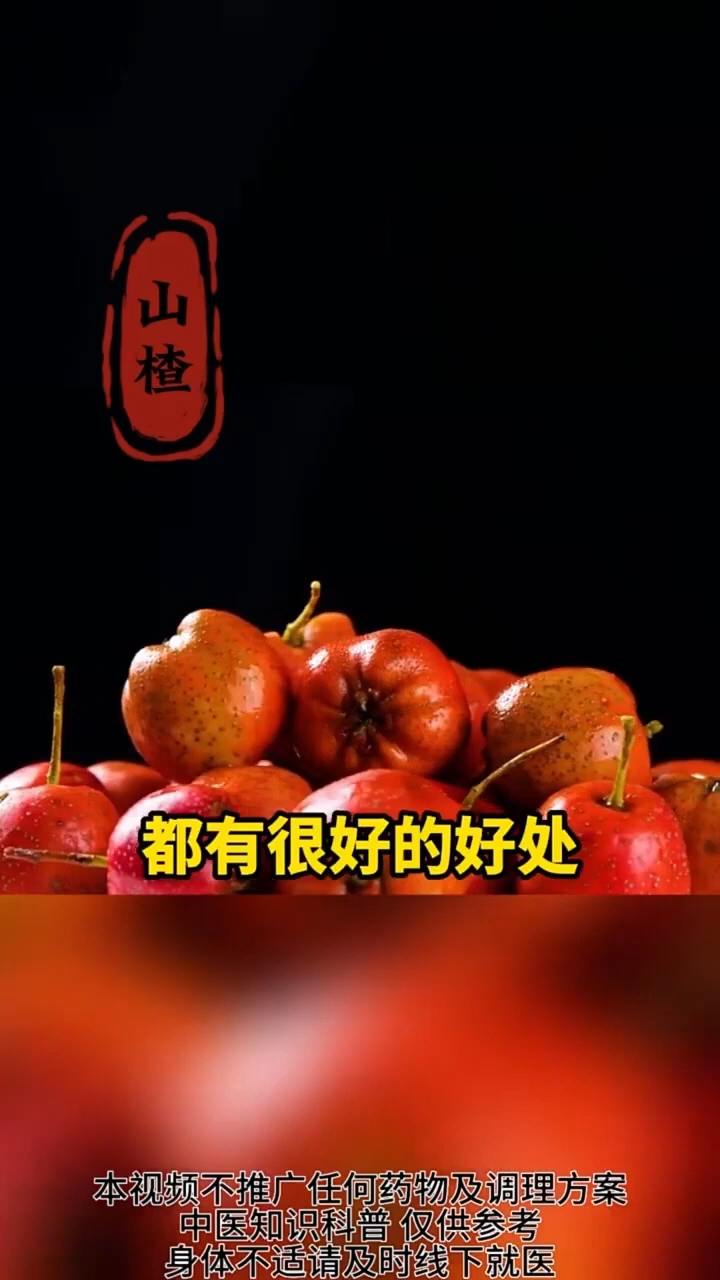 山楂
都有很好的好处
本视频不推广任何药物及调理方案
中医知识科普 仅供参考
身体不适请及时线下就医